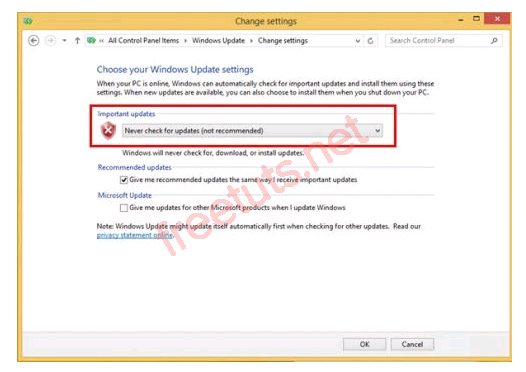 Change settings
« All Control Panel Items › Windows Update › Change settings
Search Control Panel
Choose your Windows Update settings
When your PC is online, Windows can automatically check for important updates and install them using these
settings. When new updates are available, you can also choose to install them when you shut down your PC.
Important updates
Never check for updates (not recommended)
Windows will never check for, download, or install updates.
Recommended updates
Give me recommended updates the same way I receive important updates
Microsoft Update
Give me updates for other Microsoft products when I update Windows
Note: Windows Update might update itself automatically first when checking for other updates. Read our
privacy statement online.
freetuts.net
OK Cancel